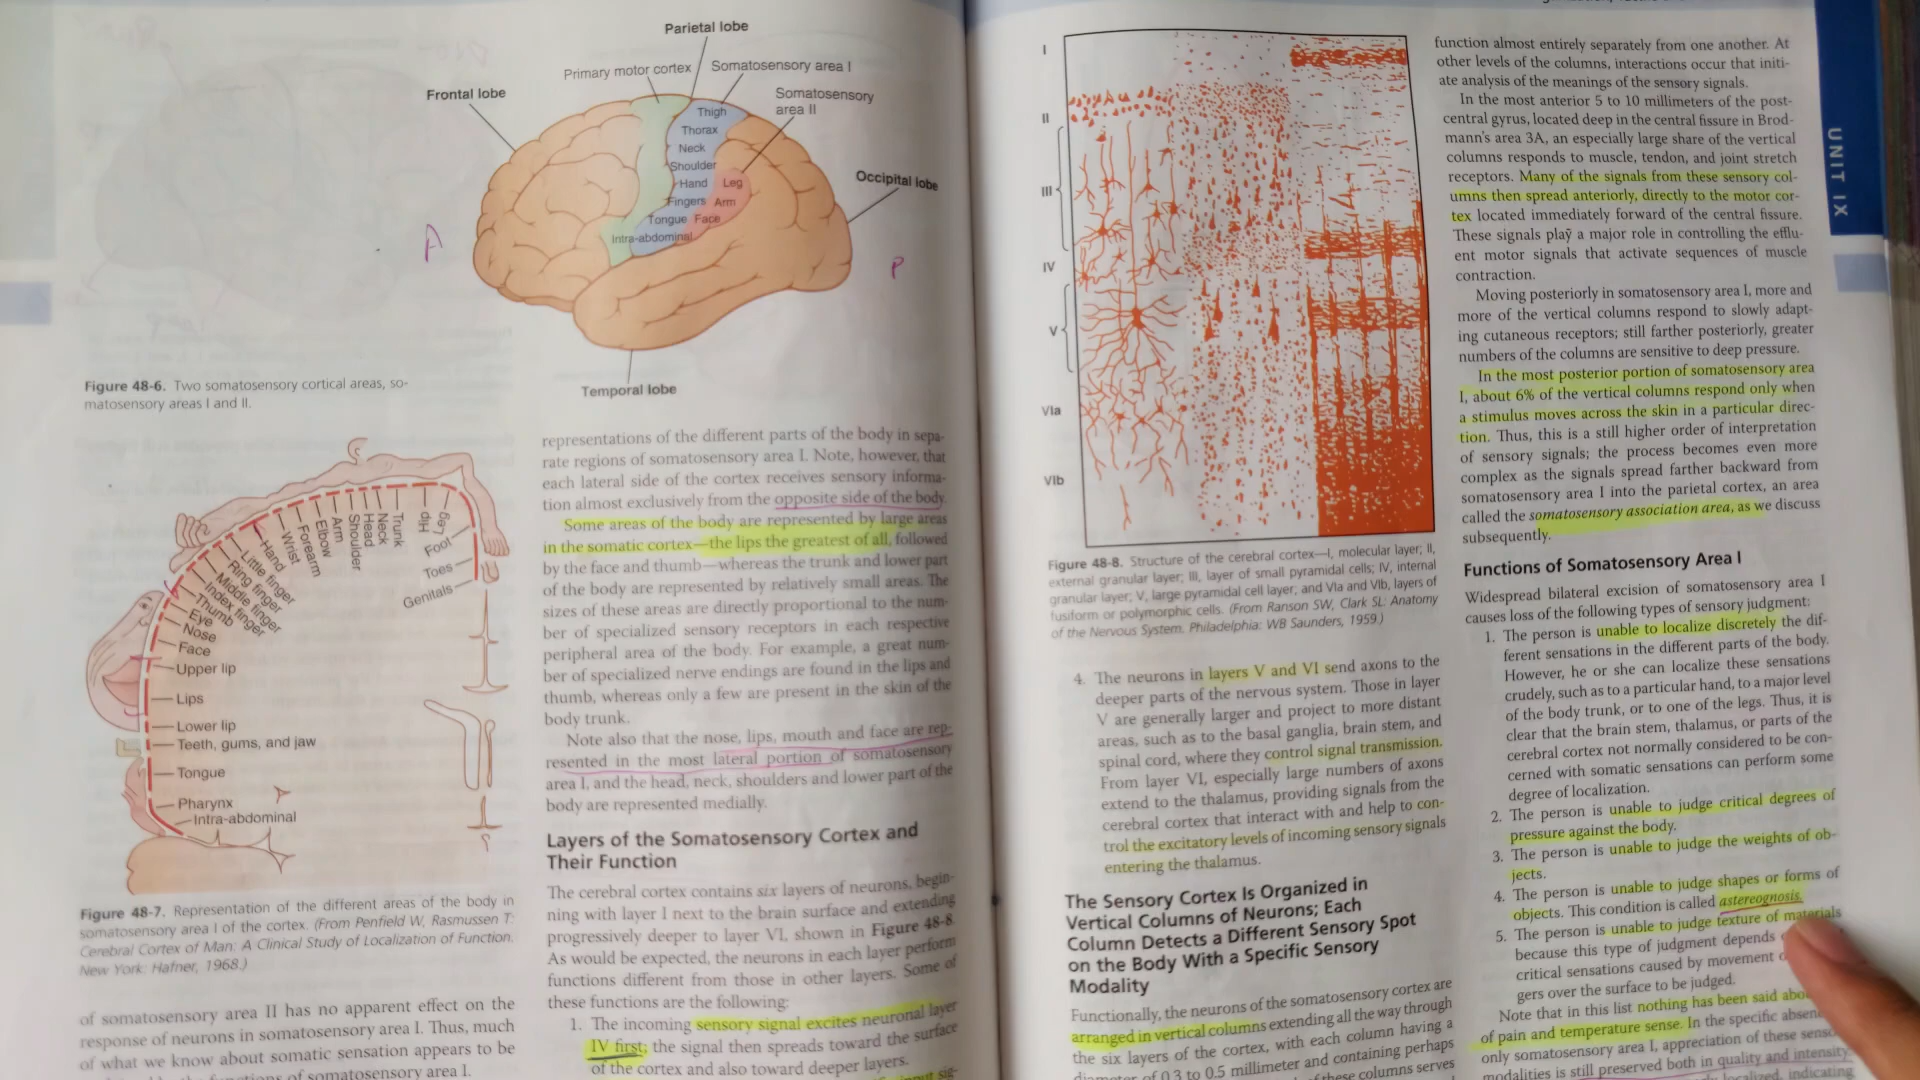 Parietal lobe
Primary motor cortex
Somatosensory area I
Somatosensory
area II
Frontal lobe
Occipital lobe
Thigh
Thorax
Neck
Shoulder
Hand
Leg
Fingers
Arm
Tongue
Face
Intra-abdominal
A
P
Temporal lobe
Figure 48-6. Two somatosensory cortical areas, so-
matosensory areas I and II.
Leg
Hip
Trunk
Neck
Head
Shoulder
Arm
Elbow
Forearm
Wrist
Hand
Little finger
Ring finger
Middle finger
Index finger
Thumb
Eye
Nose
Face
Upper lip
Lips
Lower lip
Teeth, gums, and jaw
Tongue
Pharynx
Intra-abdominal
Foot
Toes
Genitals
Figure 48-7. Representation of the different areas of the body in
somatosensory area I of the cortex. (From Penfield W, Rasmussen T:
Cerebral Cortex of Man: A Clinical Study of Localization of Function.
New York: Hafner, 1968.)
of somatosensory area II has no apparent effect on the
response of neurons in somatosensory area I. Thus, much
of what we know about somatic sensation appears to be
functions of somatosensory area I.
representations of the different parts of the body in sepa-
rate regions of somatosensory area I. Note, however, that
each lateral side of the cortex receives sensory informa-
tion almost exclusively from the opposite side of the body.
Some areas of the body are represented by large areas
in the somatic cortex—the lips the greatest of all, followed
by the face and thumb—whereas the trunk and lower part
of the body are represented by relatively small areas. The
sizes of these areas are directly proportional to the num-
ber of specialized sensory receptors in each respective
peripheral area of the body. For example, a great num-
ber of specialized nerve endings are found in the lips and
thumb, whereas only a few are present in the skin of the
body trunk.
Note also that the nose, lips, mouth and face are rep-
resented in the most lateral portion of somatosensory
area I, and the head, neck, shoulders and lower part of the
body are represented medially.
Layers of the Somatosensory Cortex and
Their Function
The cerebral cortex contains six layers of neurons, begin-
ning with layer I next to the brain surface and extending
progressively deeper to layer VI, shown in Figure 48-8.
As would be expected, the neurons in each layer perform
functions different from those in other layers. Some of
these functions are the following:
1. The incoming sensory signal excites neuronal layer
IV first; the signal then spreads toward the surface
of the cortex and also toward deeper layers.
I
II
III
IV
V
VIa
VIb
Figure 48-8. Structure of the cerebral cortex—I, molecular layer; II,
external granular layer; III, layer of small pyramidal cells; IV, internal
granular layer; V, large pyramidal cell layer; and VIa and VIb, layers of
fusiform or polymorphic cells. (From Ranson SW, Clark SL: Anatomy
of the Nervous System. Philadelphia: WB Saunders, 1959.)
4. The neurons in layers V and VI send axons to the
deeper parts of the nervous system. Those in layer
V are generally larger and project to more distant
areas, such as to the basal ganglia, brain stem, and
spinal cord, where they control signal transmission.
From layer VI, especially large numbers of axons
extend to the thalamus, providing signals from the
cerebral cortex that interact with and help to con-
trol the excitatory levels of incoming sensory signals
entering the thalamus.
The Sensory Cortex Is Organized in
Vertical Columns of Neurons; Each
Column Detects a Different Sensory Spot
on the Body With a Specific Sensory
Modality
Functionally, the neurons of the somatosensory cortex are
arranged in vertical columns extending all the way through
the six layers of the cortex, with each column having a
diameter of 0.3 to 0.5 millimeter and containing perhaps
these columns serves
function almost entirely separately from one another. At
other levels of the columns, interactions occur that initi-
ate analysis of the meanings of the sensory signals.
In the most anterior 5 to 10 millimeters of the post-
central gyrus, located deep in the central fissure in Brod-
mann's area 3A, an especially large share of the vertical
columns responds to muscle, tendon, and joint stretch
receptors. Many of the signals from these sensory col-
umns then spread anteriorly, directly to the motor cor-
tex located immediately forward of the central fissure.
These signals play a major role in controlling the efflu-
ent motor signals that activate sequences of muscle
contraction.
Moving posteriorly in somatosensory area I, more and
more of the vertical columns respond to slowly adapt-
ing cutaneous receptors; still farther posteriorly, greater
numbers of the columns are sensitive to deep pressure.
In the most posterior portion of somatosensory area
I, about 6% of the vertical columns respond only when
a stimulus moves across the skin in a particular direc-
tion. Thus, this is a still higher order of interpretation
of sensory signals; the process becomes even more
complex as the signals spread farther backward from
somatosensory area I into the parietal cortex, an area
called the somatosensory association area, as we discuss
subsequently.
Functions of Somatosensory Area I
Widespread bilateral excision of somatosensory area I
causes loss of the following types of sensory judgment:
1. The person is unable to localize discretely the dif-
ferent sensations in the different parts of the body.
However, he or she can localize these sensations
crudely, such as to a particular hand, to a major level
of the body trunk, or to one of the legs. Thus, it is
clear that the brain stem, thalamus, or parts of the
cerebral cortex not normally considered to be con-
cerned with somatic sensations can perform some
degree of localization.
2. The person is unable to judge critical degrees of
pressure against the body.
3. The person is unable to judge the weights of ob-
jects.
4. The person is unable to judge shapes or forms of
objects. This condition is called astereognosis.
5. The person is unable to judge texture of materials
because this type of judgment depends
critical sensations caused by movement
gers over the surface to be judged.
Note that in this list nothing has been said
of pain and temperature sense. In the specific
only somatosensory area I, appreciation of these
modalities is still preserved both in quality and intensity.
localized, indicating
UNIT IX